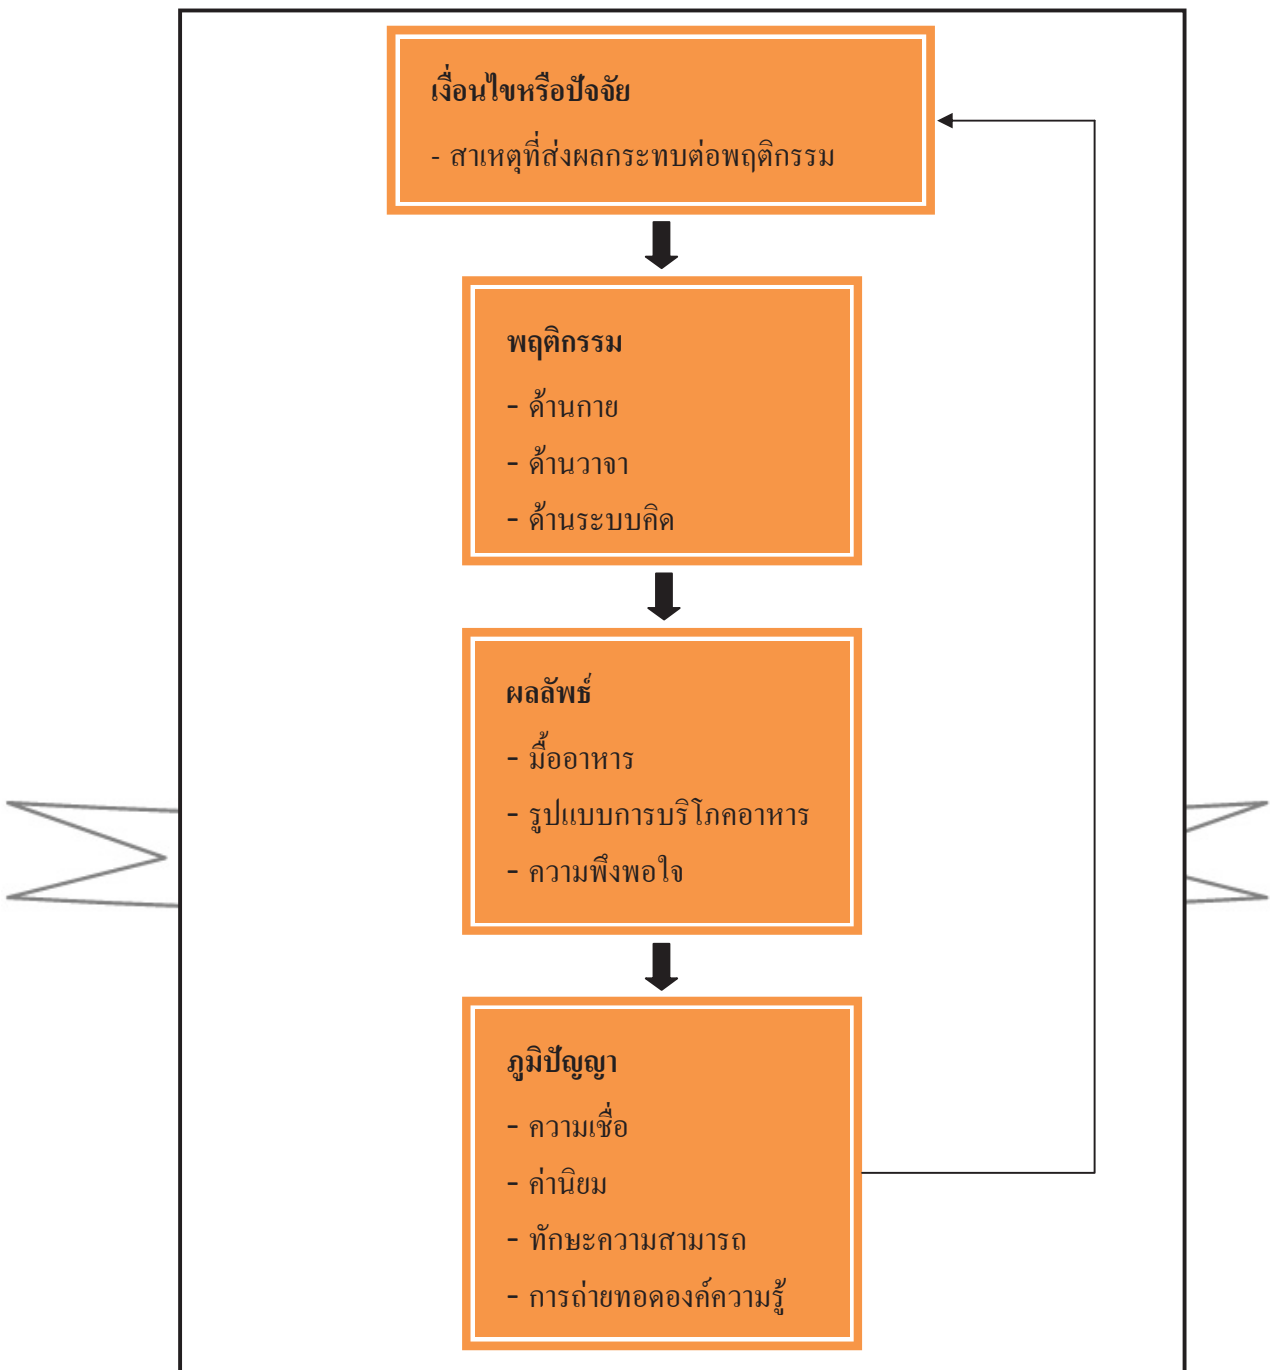 เงื่อนไขหรือปัจจัย
- สาเหตุที่ส่งผลกระทบต่อพฤติกรรม
พฤติกรรม
- ด้านกาย
- ด้านวาจา
- ด้านระบบคิด
ผลลัพธ์
- มื้ออาหาร
- รูปแบบการบริโภคอาหาร
- ความพึงพอใจ
ภูมิปัญญา
- ความเชื่อ
- ค่านิยม
- ทักษะความสามารถ
- การถ่ายทอดองค์ความรู้